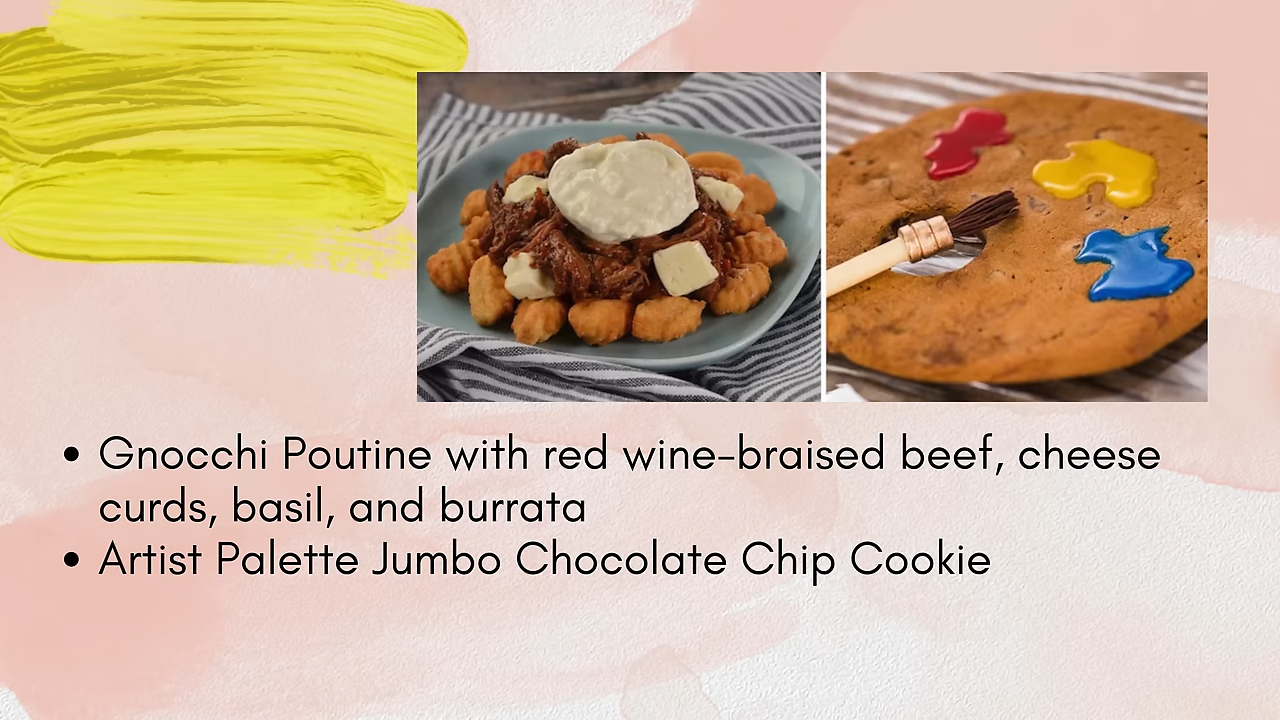 • Gnocchi Poutine with red wine-braised beef, cheese
curds, basil, and burrata
• Artist Palette Jumbo Chocolate Chip Cookie